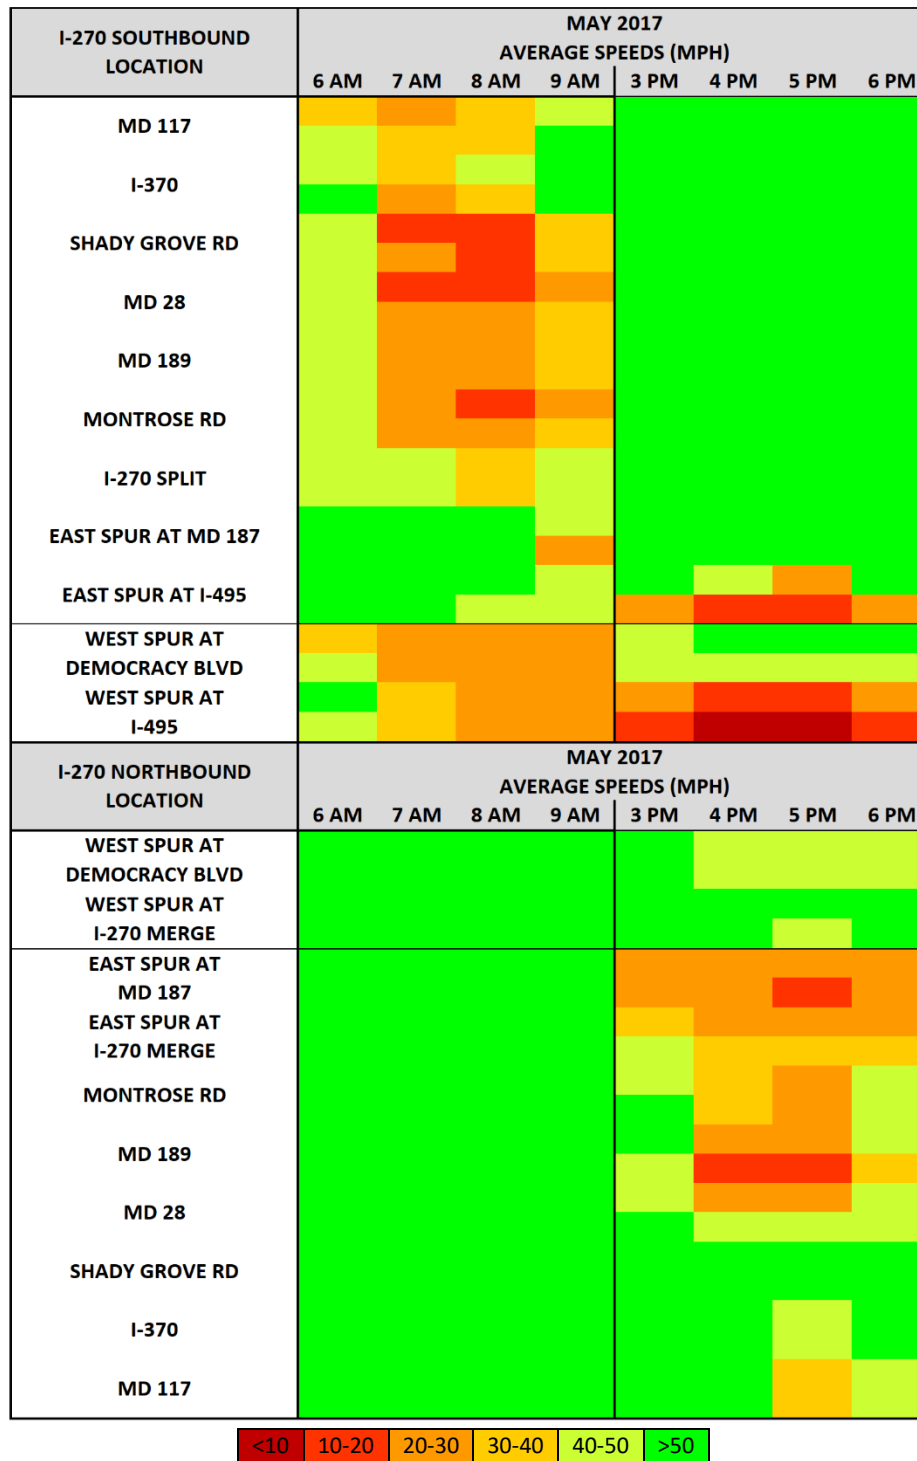 I-270 SOUTHBOUND
LOCATION
MAY 2017
AVERAGE SPEEDS (MPH)
6 AM 7 AM 8 AM 9 AM 3 PM 4 PM 5 PM 6 PM
MD 117
I-370
SHADY GROVE RD
MD 28
MD 189
MONTROSE RD
I-270 SPLIT
EAST SPUR AT MD 187
EAST SPUR AT I-495
WEST SPUR AT
DEMOCRACY BLVD
WEST SPUR AT
I-495
I-270 NORTHBOUND
LOCATION
MAY 2017
AVERAGE SPEEDS (MPH)
6 AM 7 AM 8 AM 9 AM 3 PM 4 PM 5 PM 6 PM
WEST SPUR AT
DEMOCRACY BLVD
WEST SPUR AT
I-270 MERGE
EAST SPUR AT
MD 187
EAST SPUR AT
I-270 MERGE
MONTROSE RD
MD 189
MD 28
SHADY GROVE RD
I-370
MD 117
<10 10-20 20-30 30-40 40-50 >50